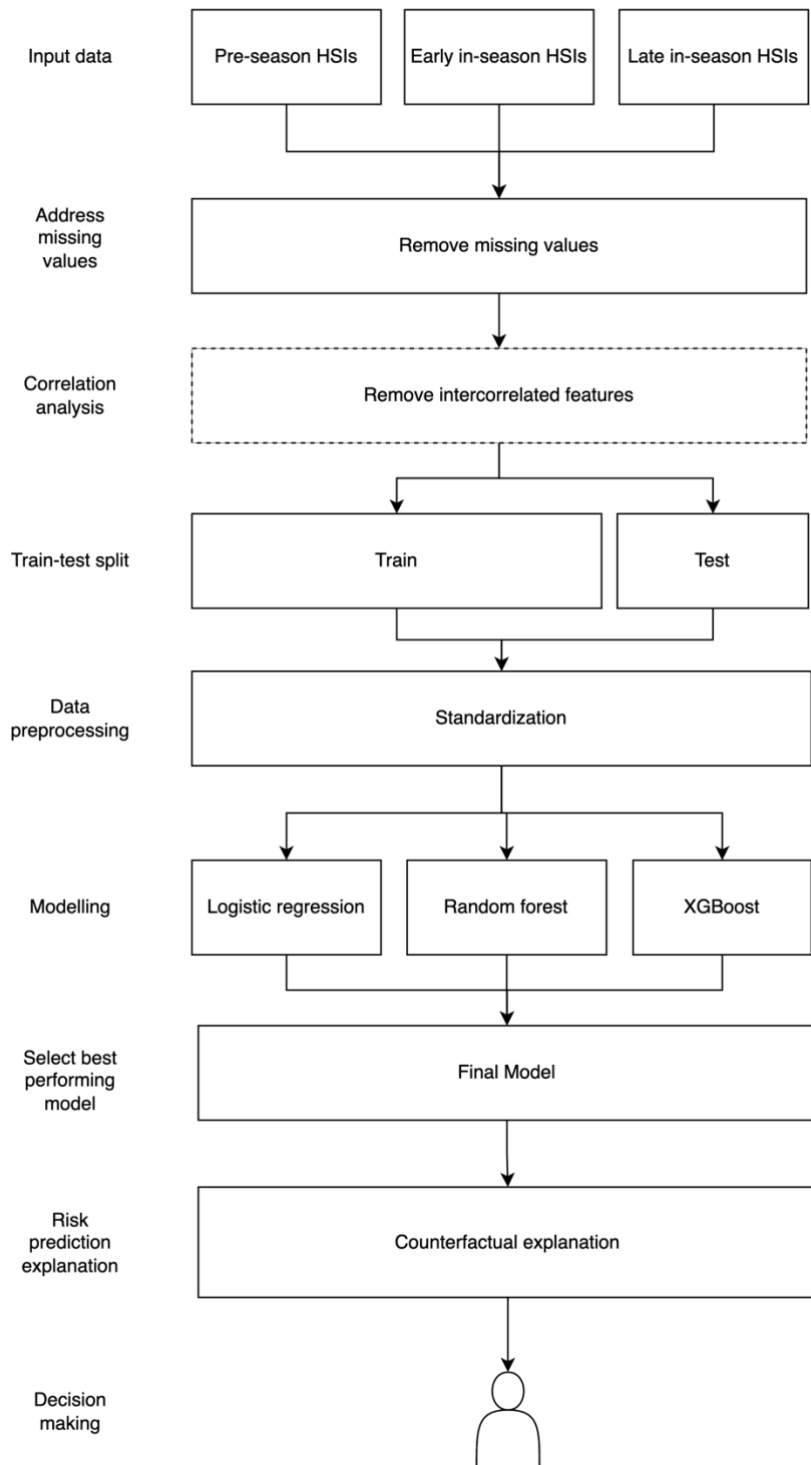 Input data
Pre-season HSIs
Early in-season HSIs
Late in-season HSIs
Address
missing
values
Remove missing values
Correlation
analysis
Remove intercorrelated features
Train-test split
Train
Test
Data
preprocessing
Standardization
Modelling
Logistic regression
Random forest
XGBoost
Select best
performing
model
Final Model
Risk
prediction
explanation
Counterfactual explanation
Decision
making